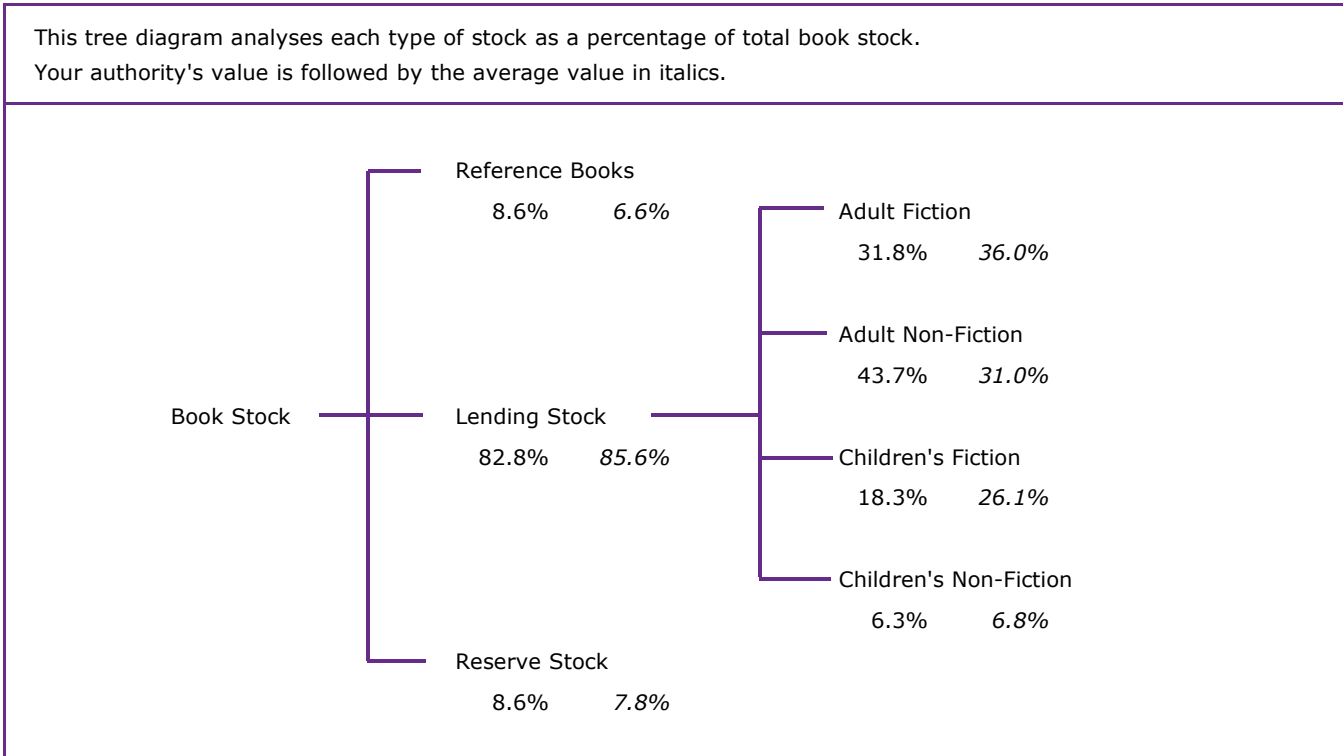 This tree diagram analyses each type of stock as a percentage of total book stock.
Your authority's value is followed by the average value in italics.
Reference Books
8.6% 6.6%
Adult Fiction
31.8% 36.0%
Adult Non-Fiction
43.7% 31.0%
Book Stock
Lending Stock
82.8% 85.6%
Children's Fiction
18.3% 26.1%
Children's Non-Fiction
6.3% 6.8%
Reserve Stock
8.6% 7.8%